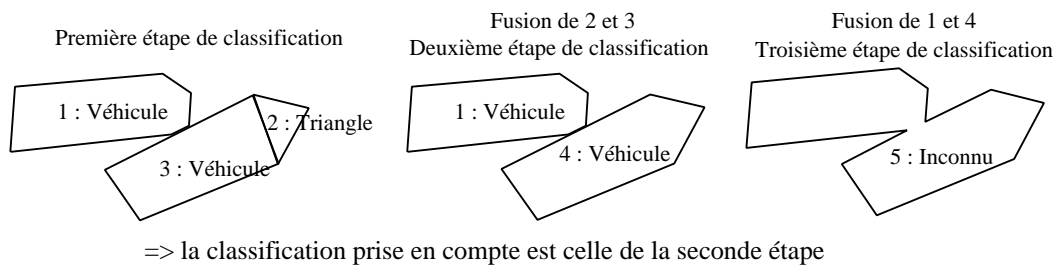 Première étape de classification
1 : Véhicule
2 : Triangle
3 : Véhicule
Fusion de 2 et 3
Deuxième étape de classification
1 : Véhicule
4 : Véhicule
Fusion de 1 et 4
Troisième étape de classification
5 : Inconnu
=> la classification prise en compte est celle de la seconde étape